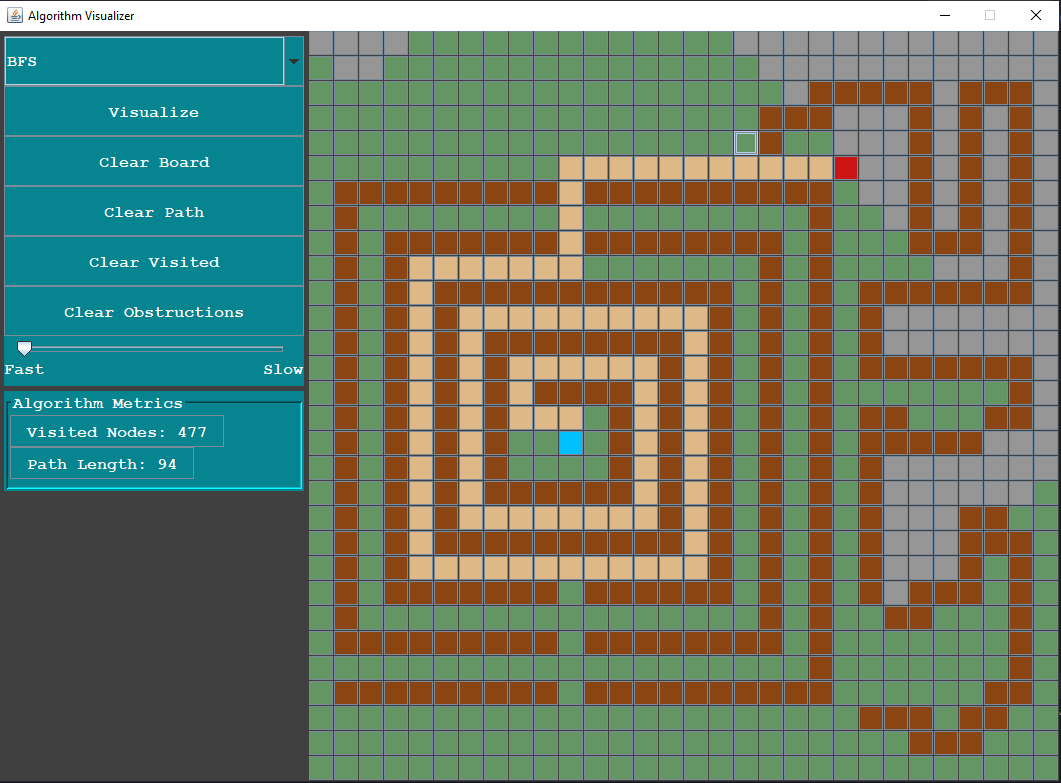 Algorithm Visualizer
BFS
Visualize
Clear Board
Clear Path
Clear Visited
Clear Obstructions
Fast Slow
Algorithm Metrics
Visited Nodes: 477
Path Length: 94